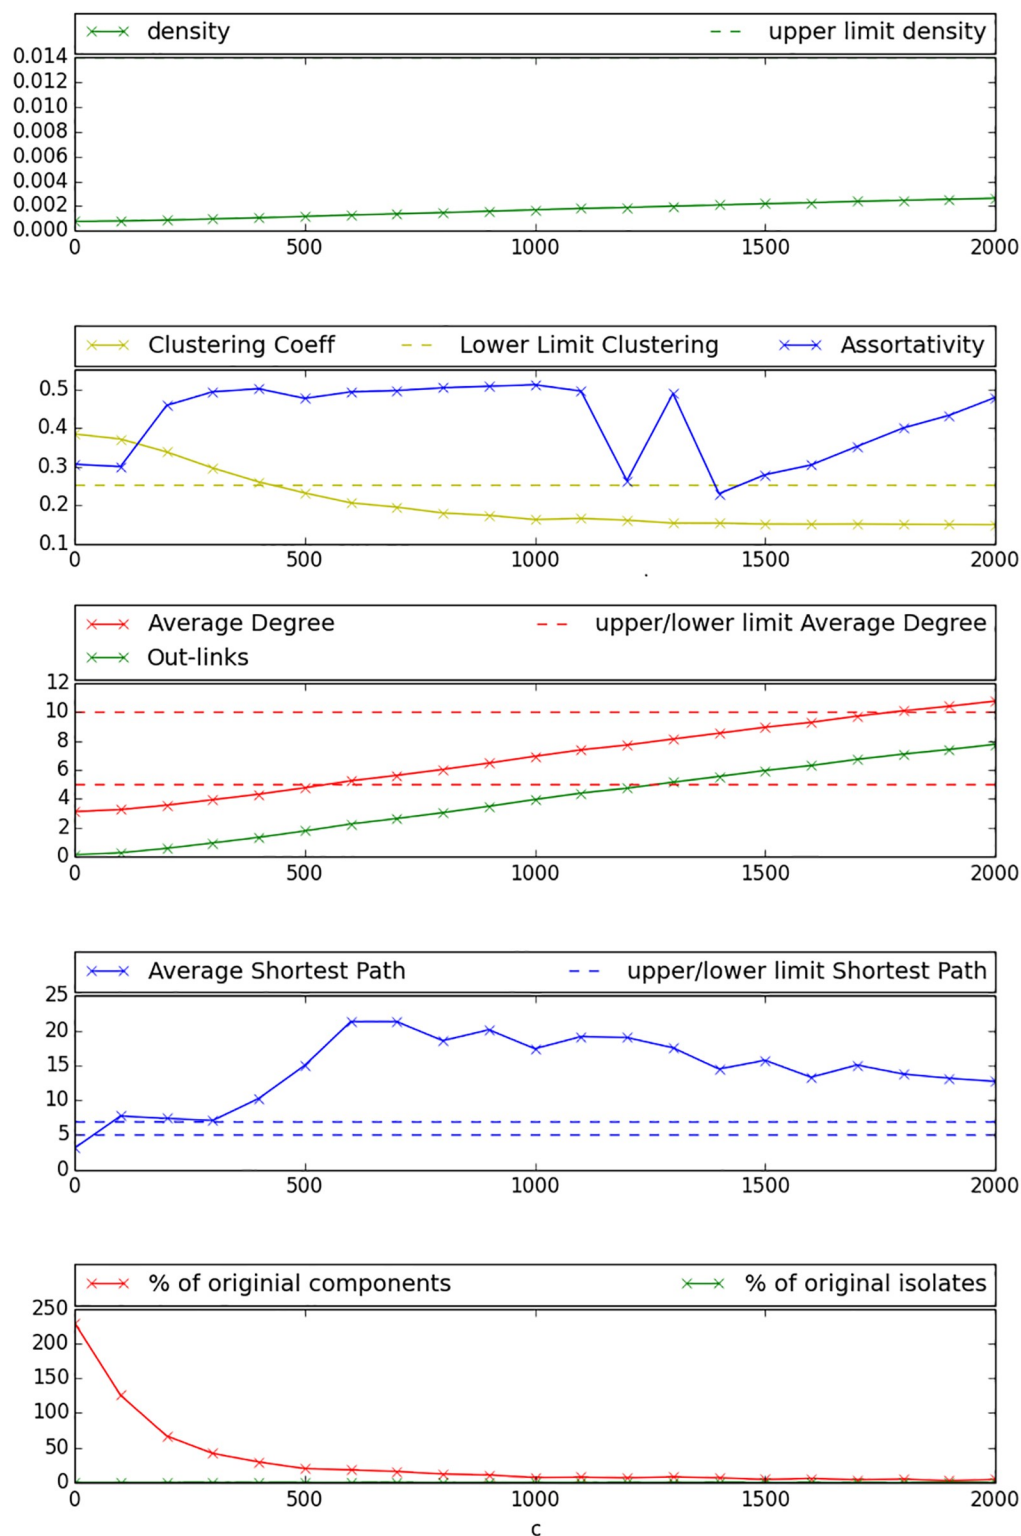 density upper limit density
0.014
0.012
0.010
0.008
0.006
0.004
0.002
0.000
0 500 1000 1500 2000
Clustering Coeff Lower Limit Clustering Assortativity
0.5
0.4
0.3
0.2
0.1
0 500 1000 1500 2000
Average Degree upper/lower limit Average Degree
Out-links
12
10
8
6
4
2
0
0 500 1000 1500 2000
Average Shortest Path upper/lower limit Shortest Path
25
20
15
10
5
0
0 500 1000 1500 2000
% of originial components % of original isolates
250
200
150
100
50
0
0 500 1000 1500 2000
c